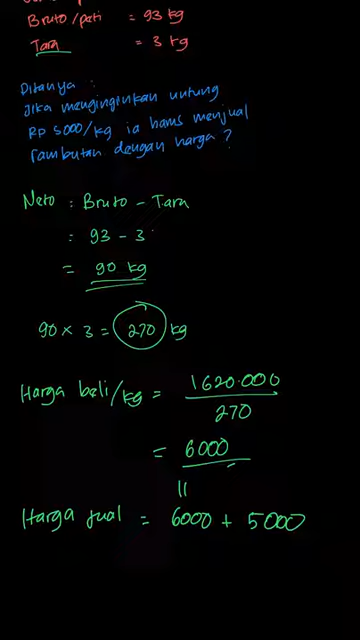 Bruto/peti = 93 kg
Tara = 3 kg
Ditanya :
Jika menginginkan untung
RP 5000/kg ia harus menjual
rambutan dengan harga ?
Neto : Bruto - Tara
= 93 - 3
= 90 kg
90 x 3 = 270 kg
Harga beli/kg = 1620.000
270
= 6000
Harga jual = 6000 + 5000